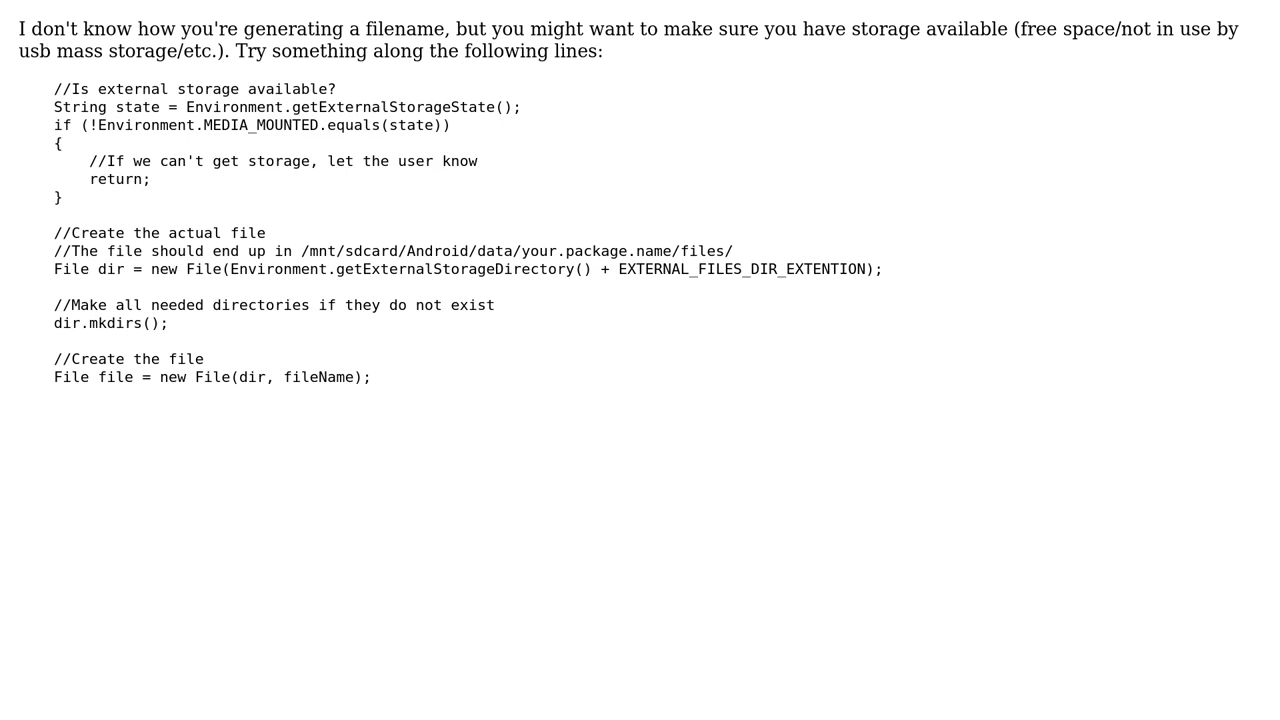 I don't know how you're generating a filename, but you might want to make sure you have storage available (free space/not in use by
usb mass storage/etc.). Try something along the following lines:
//Is external storage available?
String state = Environment.getExternalStorageState();
if (!Environment.MEDIA_MOUNTED.equals(state))
{
    //If we can't get storage, let the user know
    return;
}
//Create the actual file
//The file should end up in /mnt/sdcard/Android/data/your.package.name/files/
File dir = new File(Environment.getExternalStorageDirectory() + EXTERNAL_FILES_DIR_EXTENTION);
//Make all needed directories if they do not exist
dir.mkdirs();
//Create the file
File file = new File(dir, fileName);